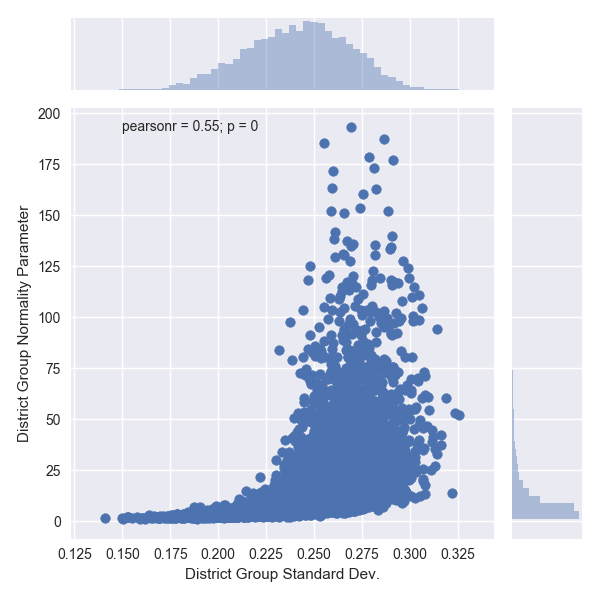 pearsonr = 0.55; p = 0
200
175
150
125
100
75
50
25
0
District Group Normality Parameter
0.125 0.150 0.175 0.200 0.225 0.250 0.275 0.300 0.325
District Group Standard Dev.